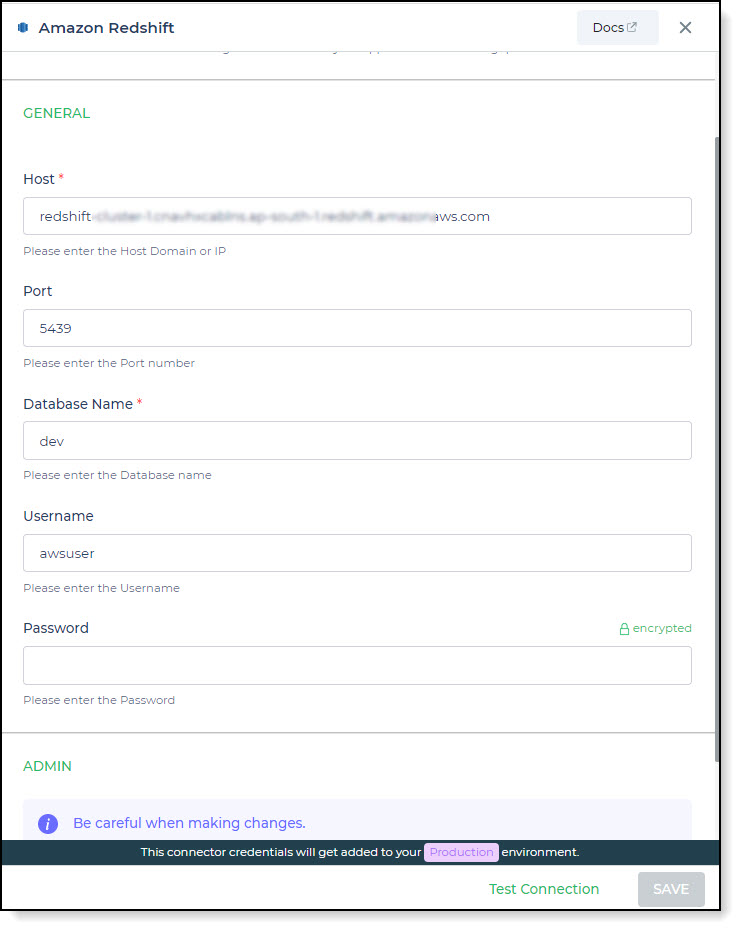 Amazon Redshift
Docs
GENERAL
Host *
redshift aws.com
Please enter the Host Domain or IP
Port
5439
Please enter the Port number
Database Name *
dev
Please enter the Database name
Username
awsuser
Please enter the Username
Password
encrypted
Please enter the Password
ADMIN
i Be careful when making changes.
This connector credentials will get added to your Production environment.
Test Connection
SAVE